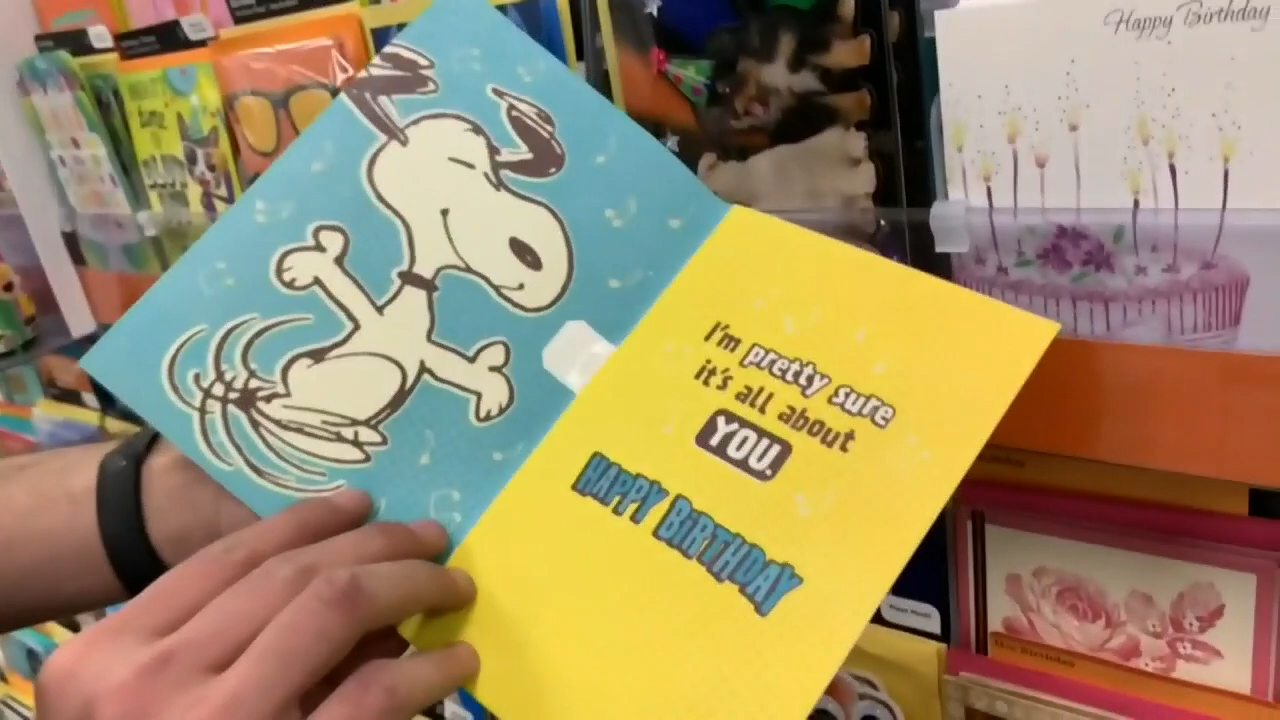 Happy Birthday
I'm pretty sure
it's all about
YOU.
HAPPY BIRTHDAY